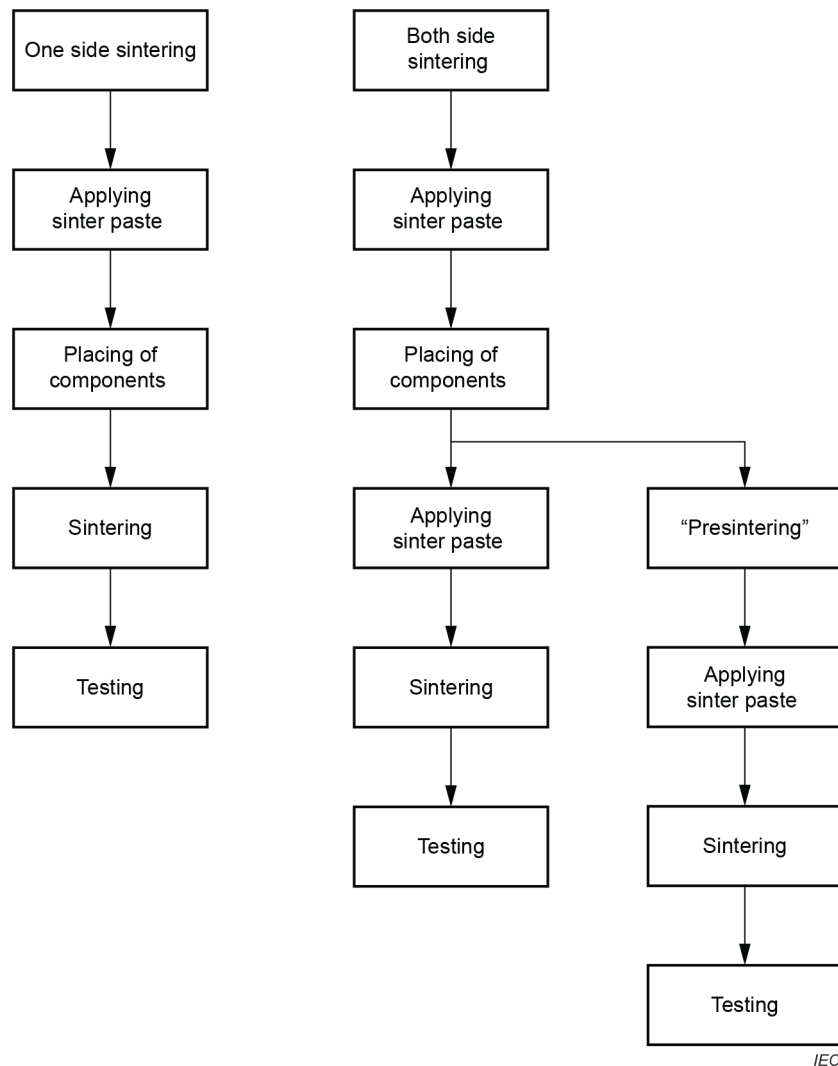 One side sintering
Applying
sinter paste
Placing of
components
Sintering
Testing
Both side
sintering
Applying
sinter paste
Placing of
components
Applying
sinter paste
Sintering
Testing
“Presintering”
Applying
sinter paste
Sintering
Testing
IEC